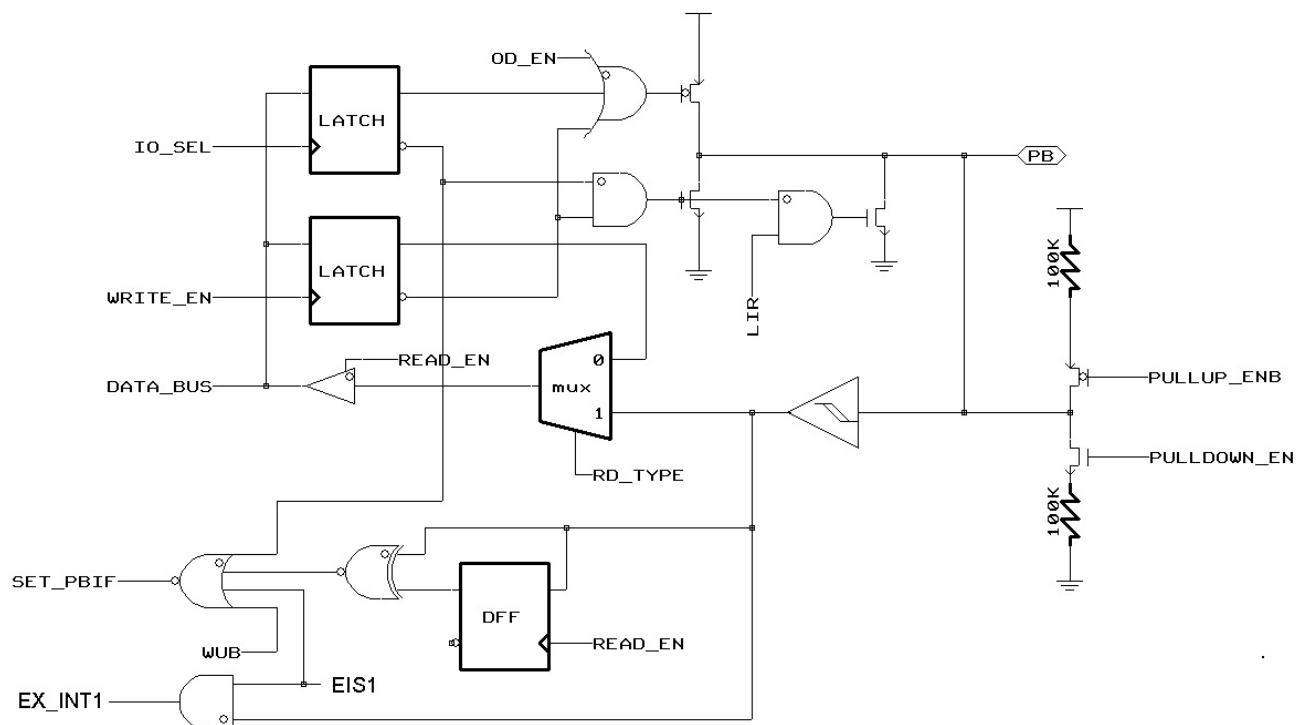 OD_EN
LATCH
IO_SEL
PB
LATCH
100K
WRITE_EN
LIR
0
READ_EN
DATA_BUS
mux
PULLUP_ENB
1
PULLDOWN_EN
RD_TYPE
100K
SET_PBIF
DFF
READ_EN
WUB
EIS1
EX_INT1